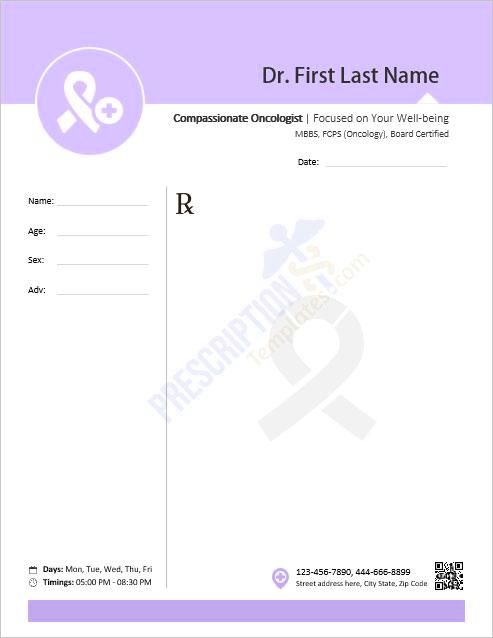 Dr. First Last Name
Compassionate Oncologist | Focused on Your Well-being
MBBS, FCPS (Oncology), Board Certified
Date:
Name:
Age:
Sex:
Adv:
℞
PRESCRIPTION
Templates.com
Days: Mon, Tue, Wed, Thu, Fri
Timings: 05:00 PM - 08:30 PM
123-456-7890, 444-666-8899
Street address here, City State, Zip Code